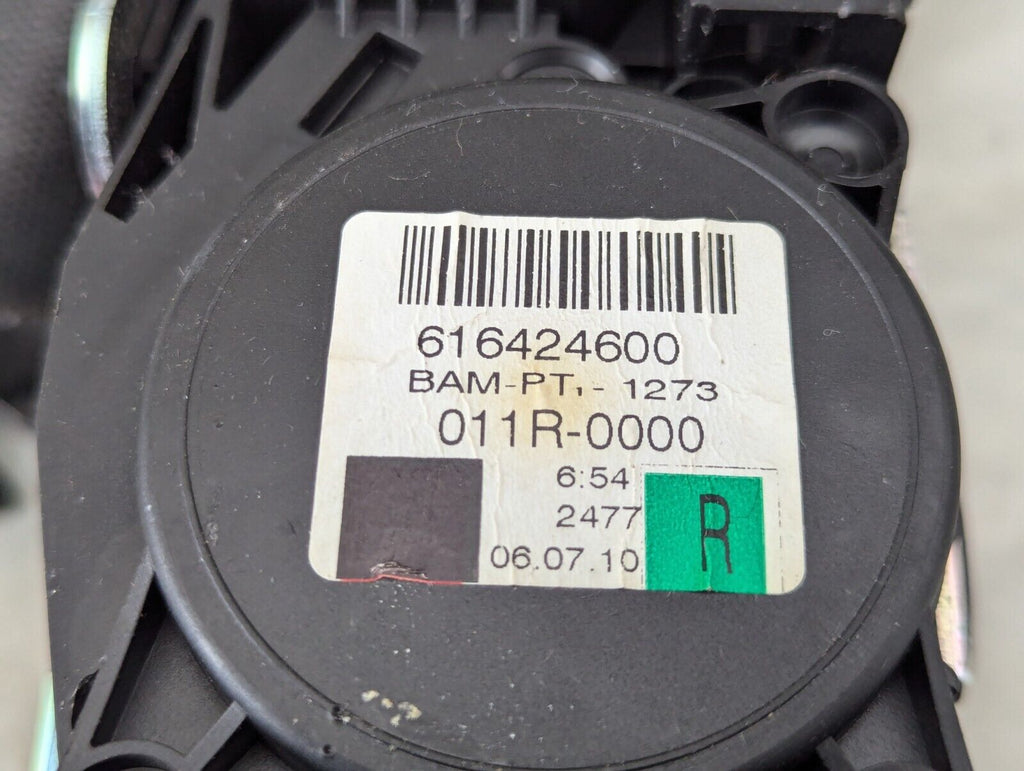 616424600
BAM-PT,- 1273
011R-0000
6:54
2477
06.07.10
R